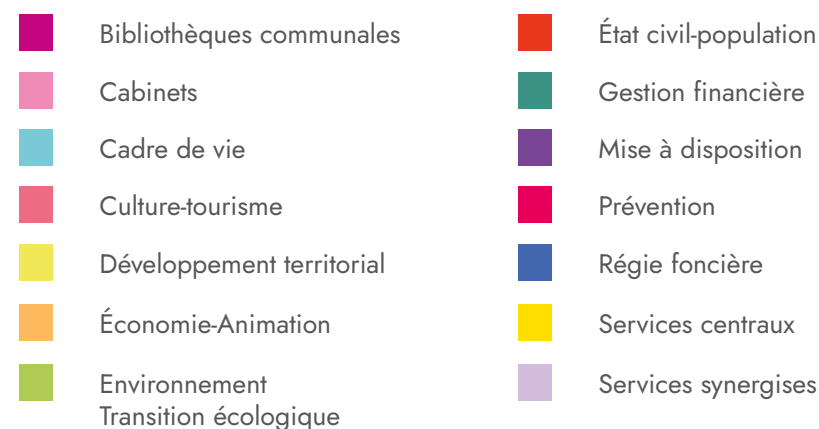 Bibliothèques communales
Cabinets
Cadre de vie
Culture-tourisme
Développement territorial
Économie-Animation
Environnement
Transition écologique
État civil-population
Gestion financière
Mise à disposition
Prévention
Régie foncière
Services centraux
Services synergises